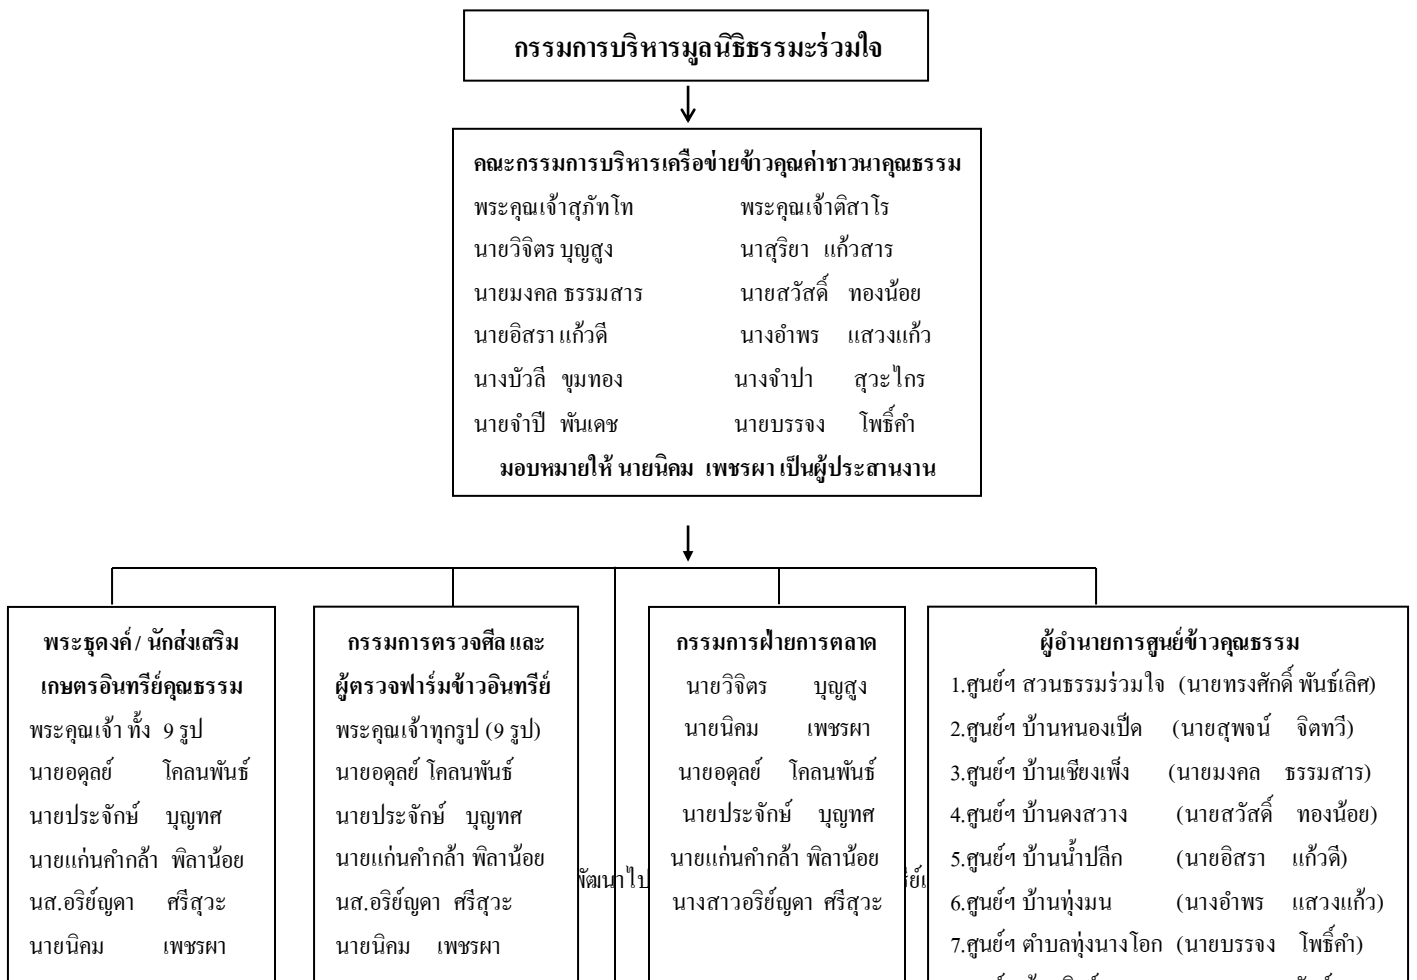 กรรมการบริหารมูลนิธิธรรมะร่วมใจ
คณะกรรมการบริหารเครือข่ายข้าวคุณค่าชาวนาคุณธรรม
พระคุณเจ้าสุภัทโท พระคุณเจ้าติสาโร
นายวิจิตร บุญสูง นาสุริยา แก้วสาร
นายมงคล ธรรมสาร นายสวัสดิ์ ทองน้อย
นายอิสรา แก้วดี นางอำพร แสวงแก้ว
นางบัวลี ขุมทอง นางจำปา สุวะไกร
นายจำปี พันเดช นายบรรจง โพธิ์คำ
มอบหมายให้ นายนิคม เพชรผา เป็นผู้ประสานงาน
พระธุดงค์ / นักส่งเสริม
เกษตรอินทรีย์คุณธรรม
พระคุณเจ้า ทั้ง 9 รูป
นายอดุลย์ โคลนพันธ์
นายประจักษ์ บุญทศ
นายแก่นคำกล้า พิลาน้อย
นส.อริย์ญดา ศรีสุวะ
นายนิคม เพชรผา
กรรมการตรวจศีล และ
ผู้ตรวจฟาร์มข้าวอินทรีย์
พระคุณเจ้าทุกรูป (9 รูป)
นายอดุลย์ โคลนพันธ์
นายประจักษ์ บุญทศ
นายแก่นคำกล้า พิลาน้อย
นส.อริย์ญดา ศรีสุวะ
นายนิคม เพชรผา
พัฒนาไป
กรรมการฝ่ายการตลาด
นายวิจิตร บุญสูง
นายนิคม เพชรผา
นายอดุลย์ โคลนพันธ์
นายประจักษ์ บุญทศ
นายแก่นคำกล้า พิลาน้อย
นางสาวอริย์ญดา ศรีสุวะ
ผู้อำนายการศูนย์ข้าวคุณธรรม
1.ศูนย์ฯ สวนธรรมร่วมใจ (นายทรงศักดิ์ พันธ์เลิศ)
2.ศูนย์ฯ บ้านหนองเป็ด (นายสุพจน์ จิตทวี)
3.ศูนย์ฯ บ้านเชียงเพ็ง (นายมงคล ธรรมสาร)
4.ศูนย์ฯ บ้านดงสวาง (นายสวัสดิ์ ทองน้อย)
5.ศูนย์ฯ บ้านน้ำปลีก (นายอิสรา แก้วดี)
6.ศูนย์ฯ บ้านทุ่งมน (นางอำพร แสวงแก้ว)
7.ศูนย์ฯ ตำบลทุ่งนางโอก (นายบรรจง โพธิ์คำ)